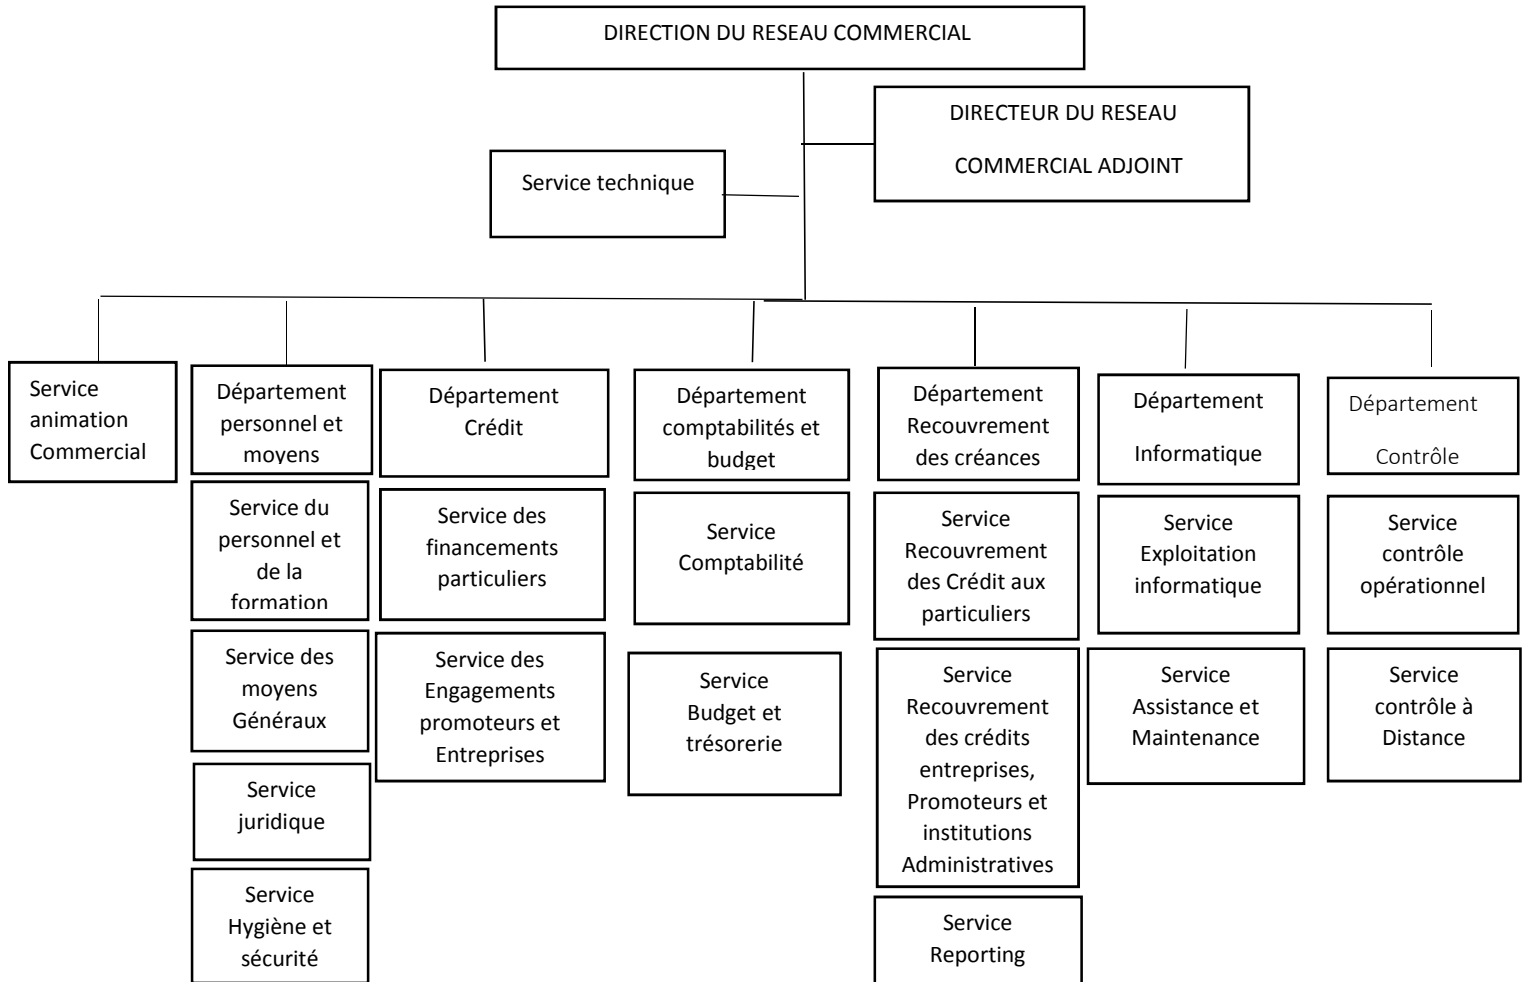 DIRECTION DU RESEAU COMMERCIAL
DIRECTEUR DU RESEAU
COMMERCIAL ADJOINT
Service technique
Service
animation
Commercial
Département
personnel et
moyens
Département
Crédit
Département
comptabilités et
budget
Département
Recouvrement
des créances
Département
Informatique
Département
Contrôle
Service du
personnel et
de la
formation
Service des
financements
particuliers
Service
Comptabilité
Service
Recouvrement
des Crédit aux
particuliers
Service
Exploitation
informatique
Service
contrôle
opérationnel
Service des
moyens
Généraux
Service des
Engagements
promoteurs et
Entreprises
Service
Budget et
trésorerie
Service
Recouvrement
des crédits
entreprises,
Promoteurs et
institutions
Administratives
Service
Assistance et
Maintenance
Service
contrôle à
Distance
Service
juridique
Service
Hygiène et
sécurité
Service
Reporting